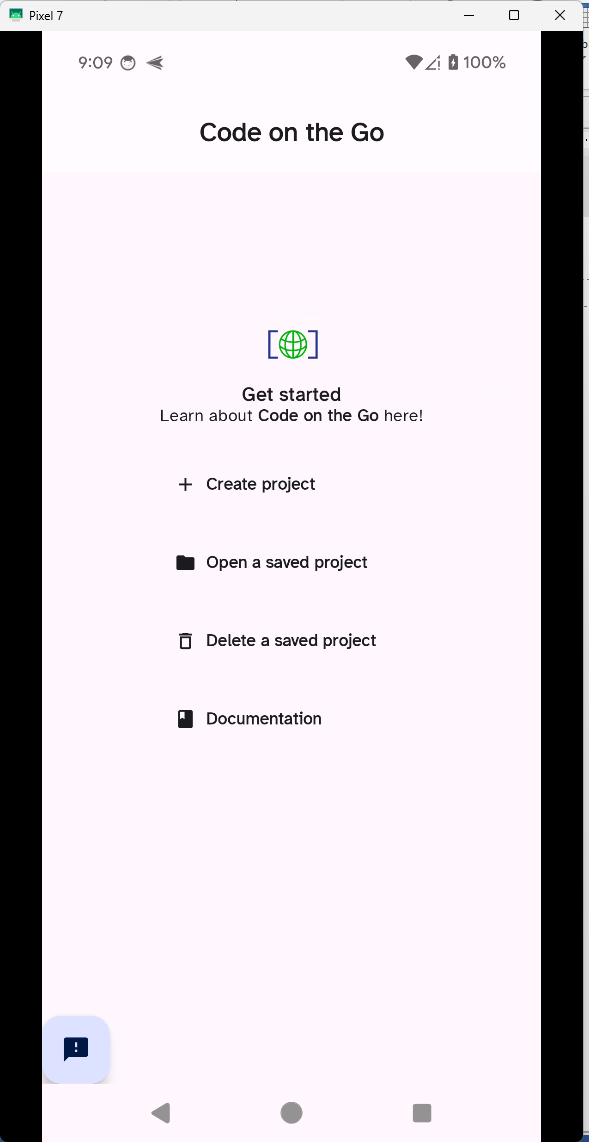 Pixel 7
9:09
100%
Code on the Go
Get started
Learn about Code on the Go here!
Create project
Open a saved project
Delete a saved project
Documentation